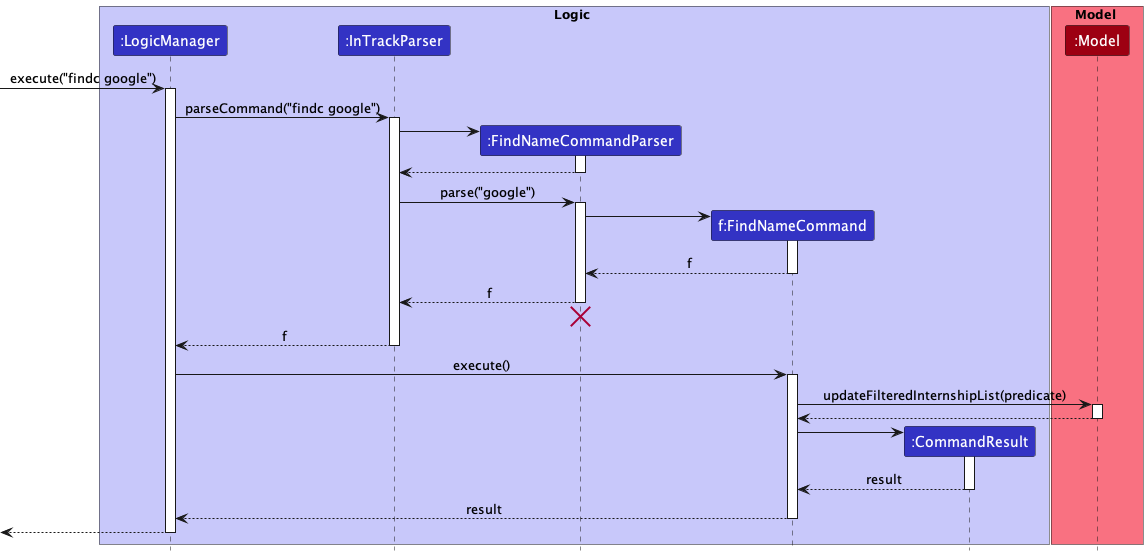 Logic
Model
:LogicManager
:InTrackParser
:Model
execute("findc google")
parseCommand("findc google")
:FindNameCommandParser
parse("google")
f:FindNameCommand
f
f
f
execute()
updateFilteredInternshipList(predicate)
:CommandResult
result
result